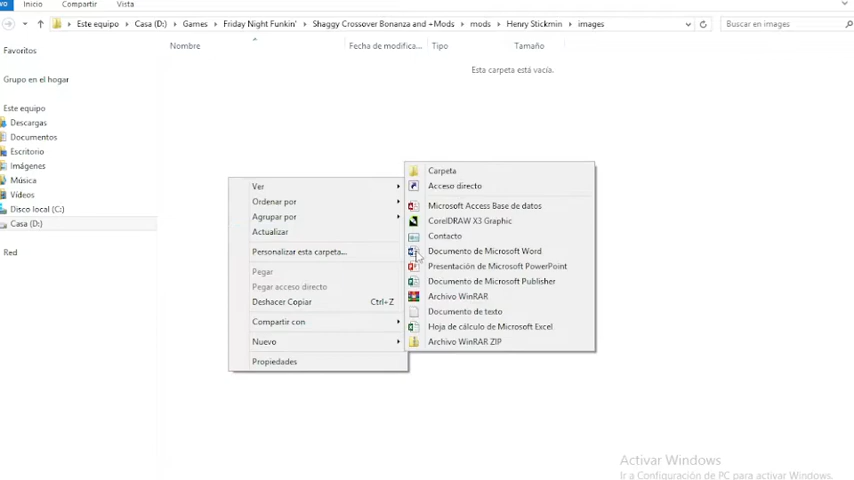 Inicio Compartir Vista
Este equipo Casa (D:) Games Friday Night Funkin' Shaggy Crossover Bonanza and +Mods mods Henry Stickmin images
Buscar en images
Nombre Fecha de modifica... Tipo Tamaño
Favoritos
Esta carpeta está vacía.
Grupo en el hogar
Este equipo
Descargas
Documentos
Escritorio
Imágenes
Música
Vídeos
Disco local (C:)
Casa (D:)
Red
Ver
Ordenar por
Agrupar por
Actualizar
Personalizar esta carpeta...
Pegar
Pegar acceso directo
Deshacer Copiar Ctrl+Z
Compartir con
Nuevo
Propiedades
Carpeta
Acceso directo
Microsoft Access Base de datos
CorelDRAW X3 Graphic
Contacto
Documento de Microsoft Word
Presentación de Microsoft PowerPoint
Documento de Microsoft Publisher
Archivo WinRAR
Documento de texto
Hoja de cálculo de Microsoft Excel
Archivo WinRAR ZIP
Activar Windows
Ir a Configuración de PC para activar Windows.